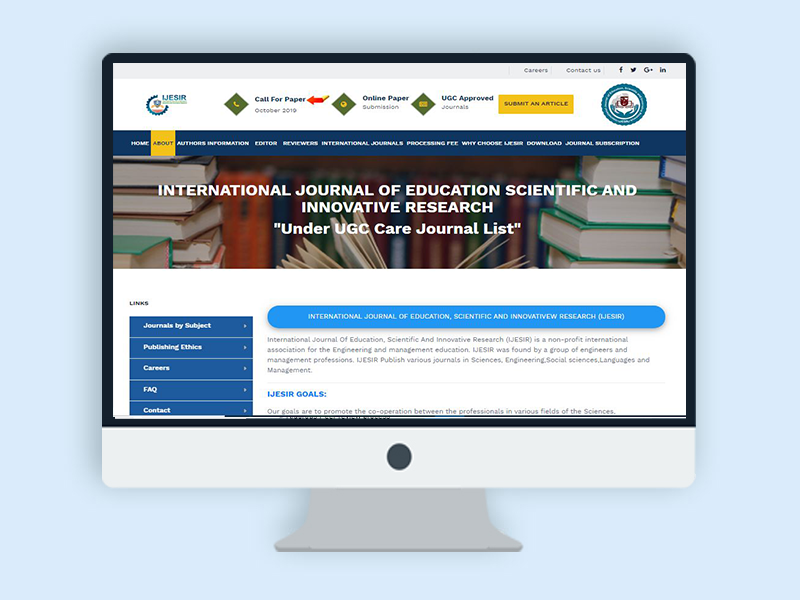 Careers
Contact us
IJESIR
Call For Paper
October 2019
Online Paper
Submission
UGC Approved
Journals
SUBMIT AN ARTICLE
HOME ABOUT AUTHORS INFORMATION EDITOR REVIEWERS INTERNATIONAL JOURNALS PROCESSING FEE WHY CHOOSE IJESIR DOWNLOAD JOURNAL SUBSCRIPTION
INTERNATIONAL JOURNAL OF EDUCATION SCIENTIFIC AND
INNOVATIVE RESEARCH
"Under UGC Care Journal List"
LINKS
Journals by Subject
Publishing Ethics
Careers
FAQ
Contact
INTERNATIONAL JOURNAL OF EDUCATION, SCIENTIFIC AND INNOVATIVEW RESEARCH (IJESIR)
International Journal Of Education, Scientific And Innovative Research (IJESIR) is a non-profit international
association for the Engineering and management education. IJESIR was found by a group of engineers and
management professions. IJESIR Publish various journals in Sciences, Engineering,Social sciences,Languages and
Management.
IJESIR GOALS:
Our goals are to promote the co-operation between the professionals in various fields of the Sciences,